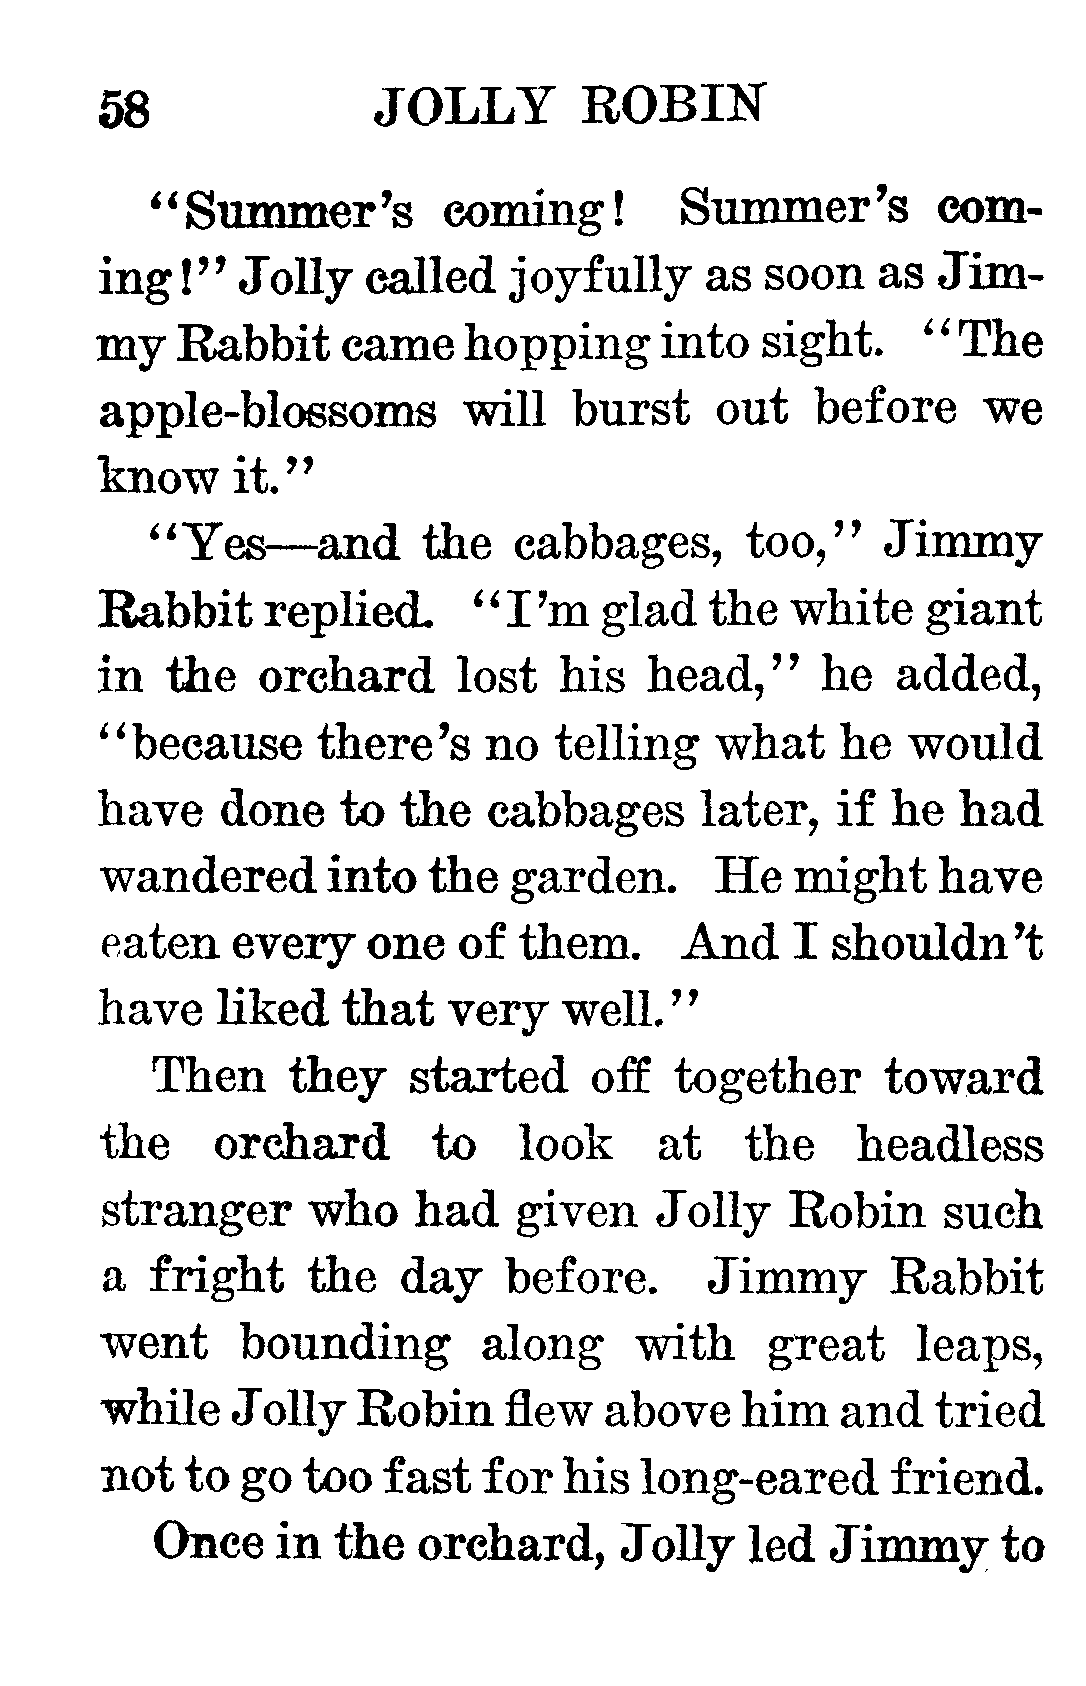 58 JOLLY ROBIN
“Summer’s coming! Summer’s com-
ing!” Jolly called joyfully as soon as Jim-
my Rabbit came hopping into sight. “The
apple-blossoms will burst out before we
know it.”
“Yes—and the cabbages, too,” Jimmy
Rabbit replied. “I’m glad the white giant
in the orchard lost his head,” he added,
“because there’s no telling what he would
have done to the cabbages later, if he had
wandered into the garden. He might have
eaten every one of them. And I shouldn’t
have liked that very well.”
Then they started off together toward
the orchard to look at the headless
stranger who had given Jolly Robin such
a fright the day before. Jimmy Rabbit
went bounding along with great leaps,
while Jolly Robin flew above him and tried
not to go too fast for his long-eared friend.
Once in the orchard, Jolly led Jimmy to